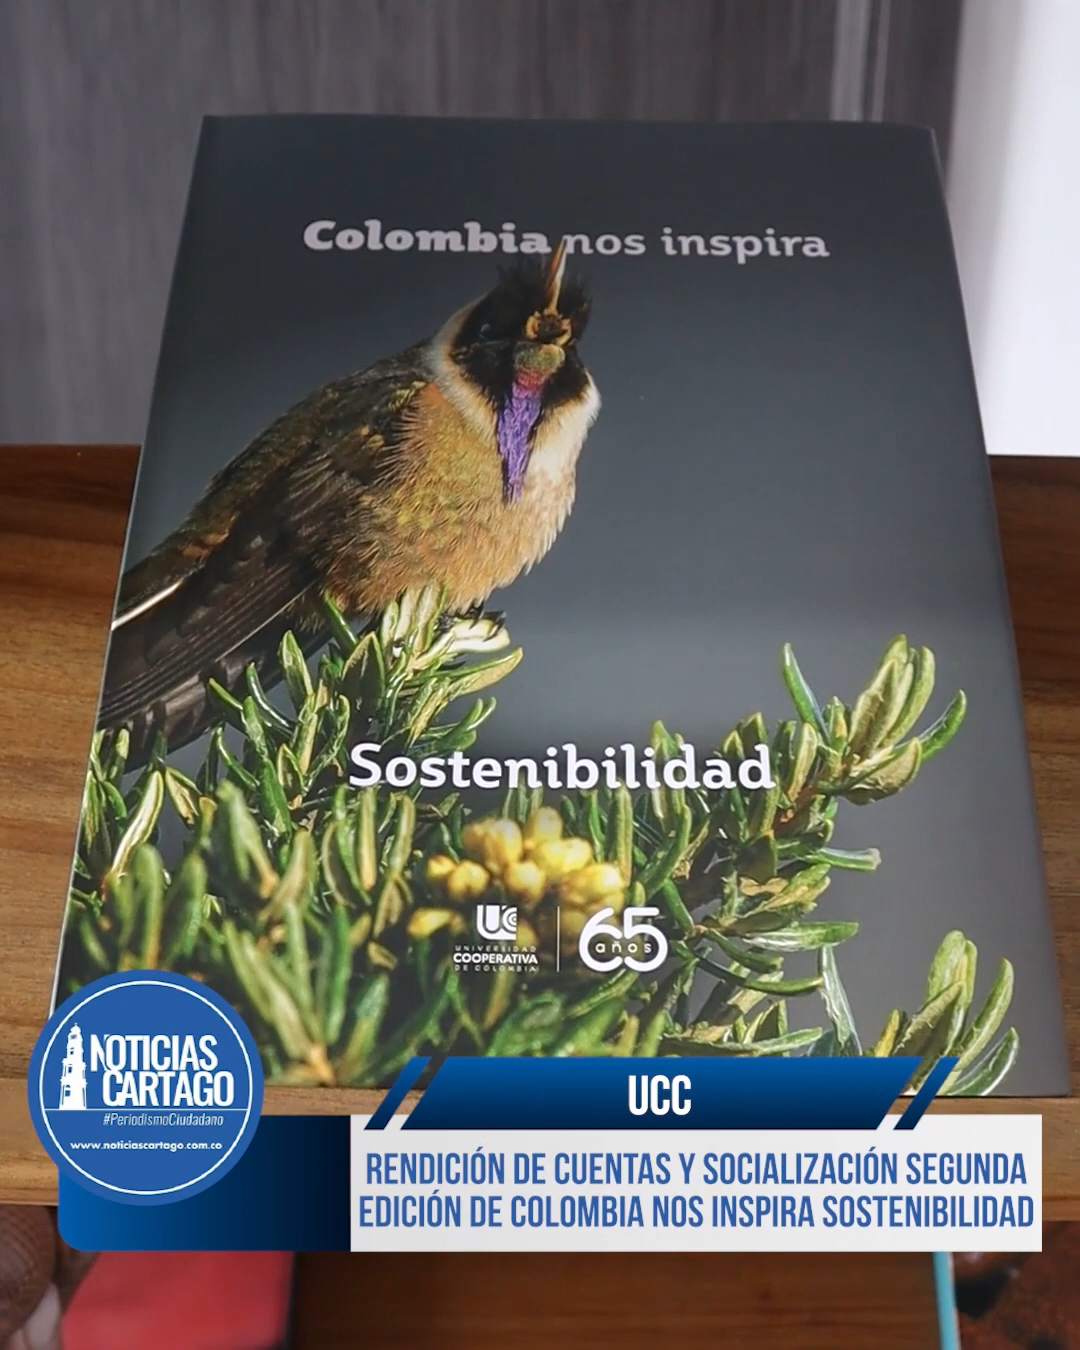 Colombia nos inspira
Sostenibilidad
UCC
UNIVERSIDAD
COOPERATIVA
DE COLOMBIA
65
años
NOTICIAS
CARTAGO
#PeriodismoCiudadano
www.noticiascartago.com.co
UCC
RENDICIÓN DE CUENTAS Y SOCIALIZACIÓN SEGUNDA
EDICIÓN DE COLOMBIA NOS INSPIRA SOSTENIBILIDAD